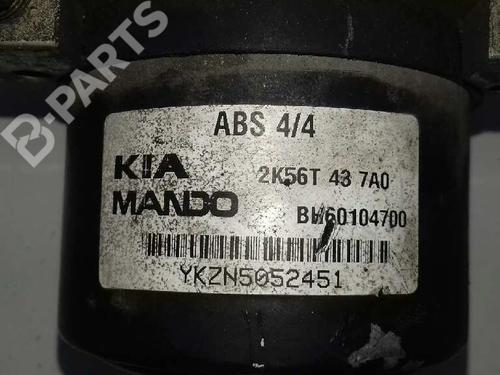 B-PARTS
ABS 4/4
KIA
2K56T 43 7A0
MANDO
BH60104700
YKZN5052451